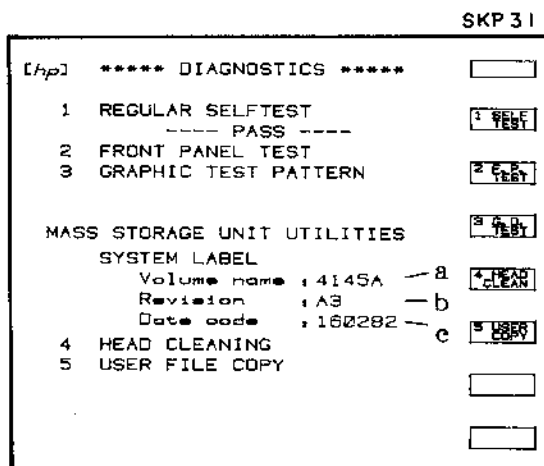 SKP 31
[hp] ***** DIAGNOSTICS *****
1 REGULAR SELFTEST
---- PASS ----
2 FRONT PANEL TEST
3 GRAPHIC TEST PATTERN
MASS STORAGE UNIT UTILITIES
SYSTEM LABEL
Volume name : 4145A a
Revision : A3 b
Date code : 160282 c
4 HEAD CLEANING
5 USER FILE COPY
1 SELF
TEST
2 F.P.
TEST
3 G.D.
TEST
4 HEAD
CLEAN
5 USER
COPY